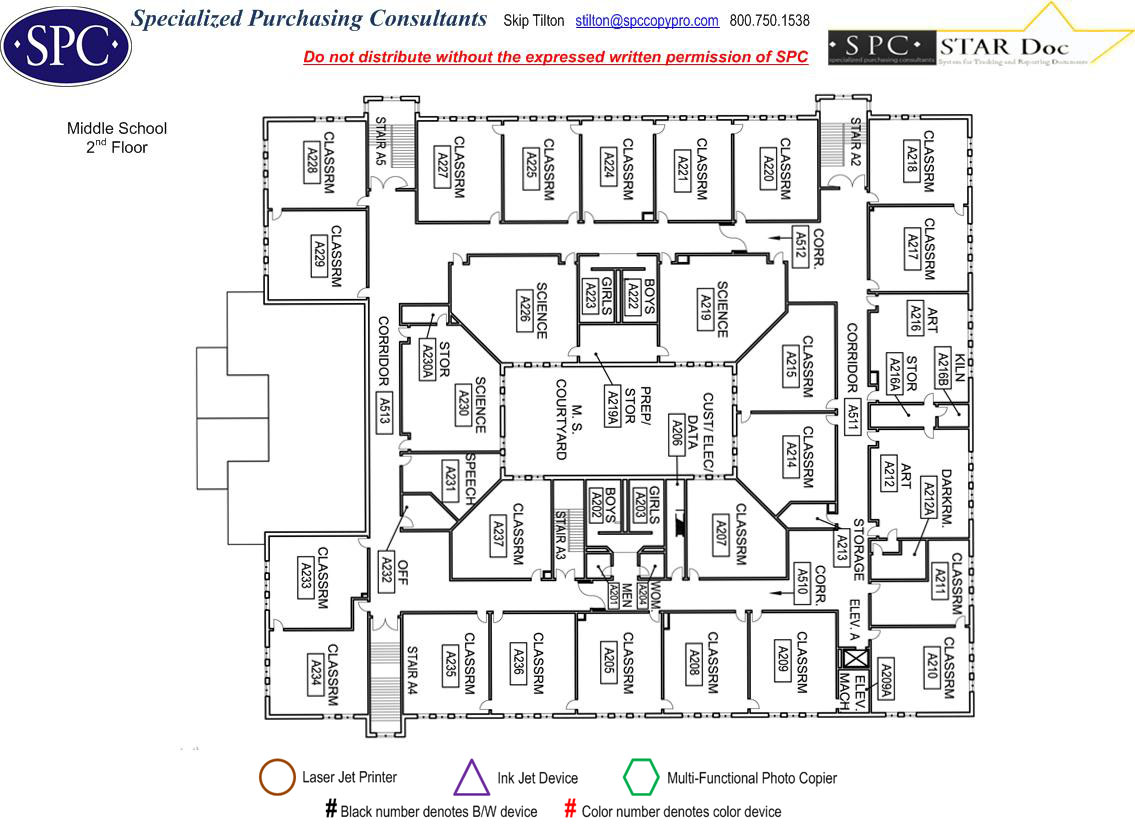 SPC
Specialized Purchasing Consultants Skip Tilton stilton@spccopypro.com 800.750.1538
Do not distribute without the expressed written permission of SPC
SPC
specialized purchasing consultants
STAR Doc
System for Tracking and Reporting Documents
Middle School
2nd Floor
CLASSRM
A228
STAIR A5
CLASSRM
A227
CLASSRM
A225
CLASSRM
A224
CLASSRM
A221
CLASSRM
A220
STAIR A2
CLASSRM
A218
CLASSRM
A229
CORR.
A512
CLASSRM
A217
SCIENCE
A226
GIRLS
A223
BOYS
A222
SCIENCE
A219
ART
A216
CORRIDOR
A513
STOR
A230A
SCIENCE
A230
M. S.
COURTYARD
PREP/
STOR
A219A
CUST/ ELEC/
DATA
A206
CLASSRM
A215
CORRIDOR
A511
STOR
A216A
KILN
A216B
CLASSRM
A214
ART
A212
DARKRM.
A212A
SPEECH
A231
OFF
A232
CLASSRM
A237
STAIR A3
BOYS
A202
GIRLS
A203
CLASSRM
A207
STORAGE
A213
CLASSRM
A233
MEN
A201
WOM.
A204
CORR.
A510
ELEV. A
CLASSRM
A211
CLASSRM
A234
STAIR A4
CLASSRM
A235
CLASSRM
A236
CLASSRM
A205
CLASSRM
A208
CLASSRM
A209
ELEV.
MACH
A209A
CLASSRM
A210
Laser Jet Printer
Ink Jet Device
Multi-Functional Photo Copier
# Black number denotes B/W device
# Color number denotes color device